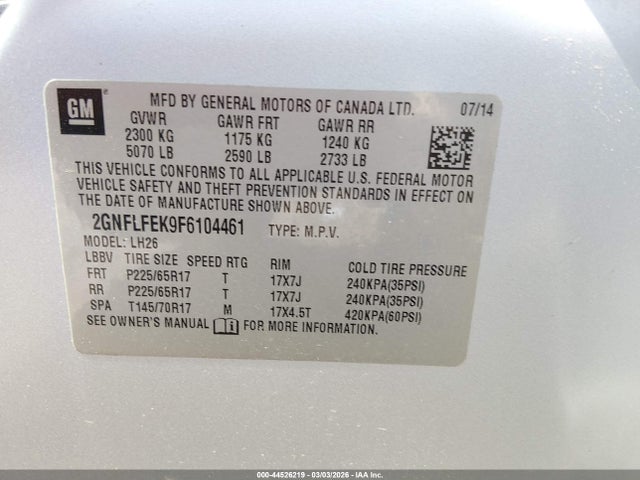 GM
MFD BY GENERAL MOTORS OF CANADA LTD. 07/14
GVWR GAWR FRT GAWR RR
2300 KG 1175 KG 1240 KG
5070 LB 2590 LB 2733 LB
THIS VEHICLE CONFORMS TO ALL APPLICABLE U.S. FEDERAL MOTOR
VEHICLE SAFETY AND THEFT PREVENTION STANDARDS IN EFFECT ON
THE DATE OF MANUFACTURE SHOWN ABOVE.
2GNFLFEK9F6104461 TYPE: M.P.V.
MODEL: LH26
LBBV TIRE SIZE SPEED RTG RIM COLD TIRE PRESSURE
FRT P225/65R17 T 17X7J 240KPA(35PSI)
RR P225/65R17 T 17X7J 240KPA(35PSI)
SPA T145/70R17 M 17X4.5T 420KPA(60PSI)
SEE OWNER'S MANUAL FOR MORE INFORMATION.
000-44526219 - 03/03/2026 - IAA Inc.